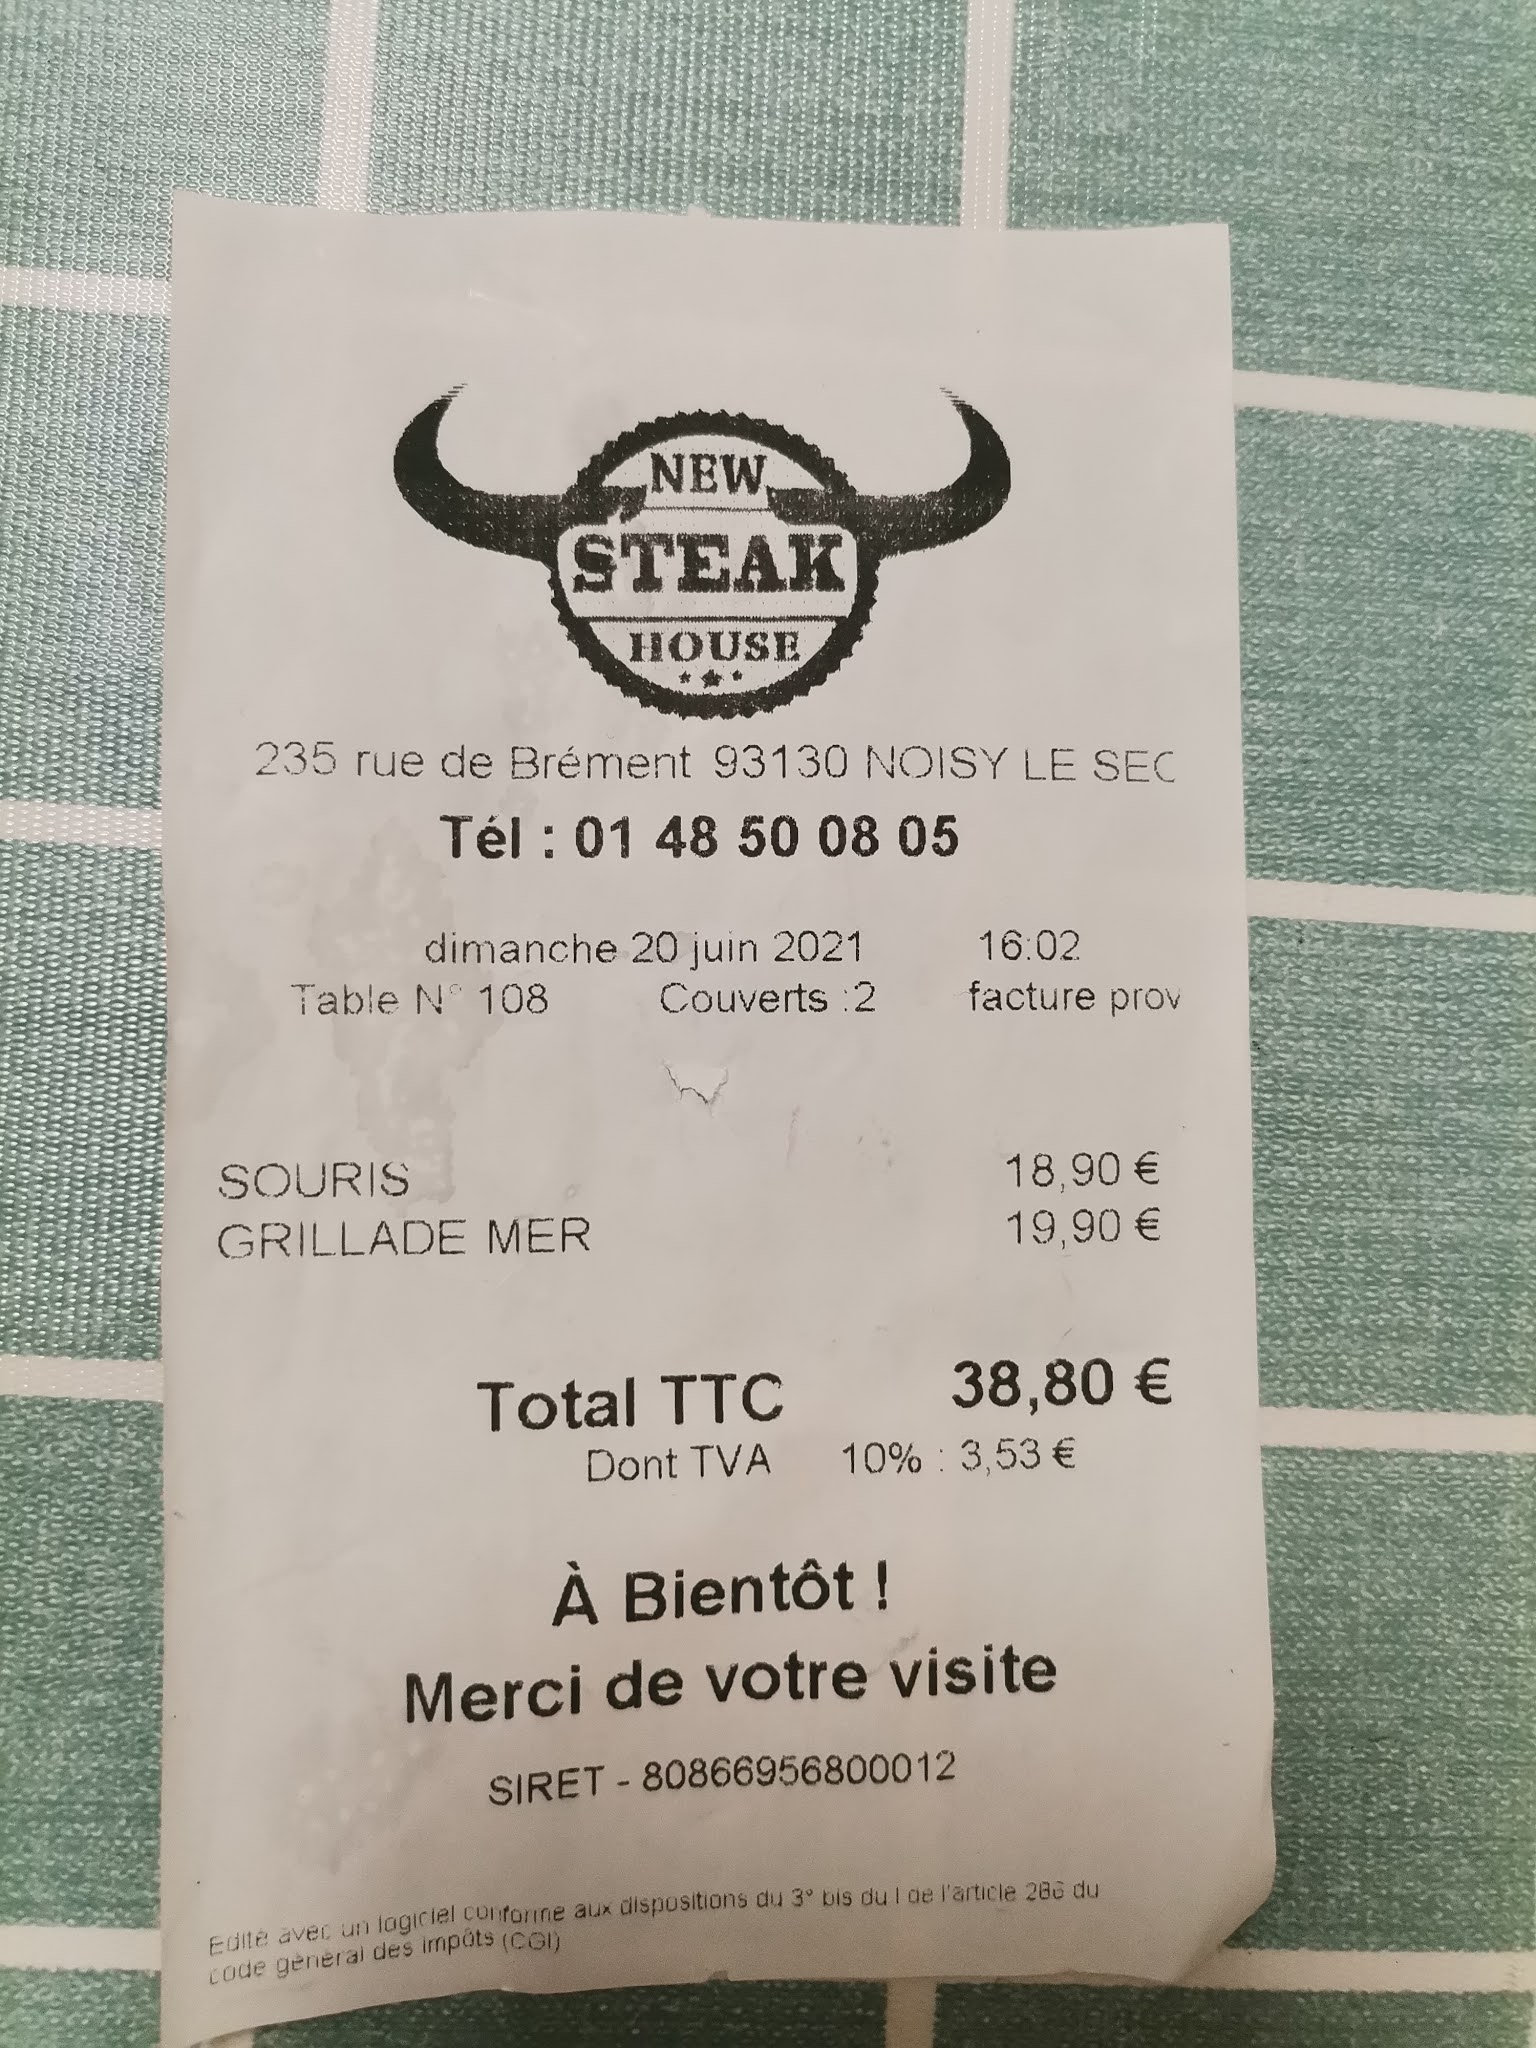 NEW
STEAK
HOUSE
235 rue de Brément 93130 NOISY LE SEC
Tél : 01 48 50 08 05
dimanche 20 juin 2021 16:02
Table N° 108 Couverts :2 facture prov
SOURIS 18,90 €
GRILLADE MER 19,90 €
Total TTC 38,80 €
Dont TVA 10% : 3,53 €
À Bientôt !
Merci de votre visite
SIRET - 80866956800012
Edité avec un logiciel conforme aux dispositions du 3° bis du I de l'article 286 du
code général des impôts (CGI)